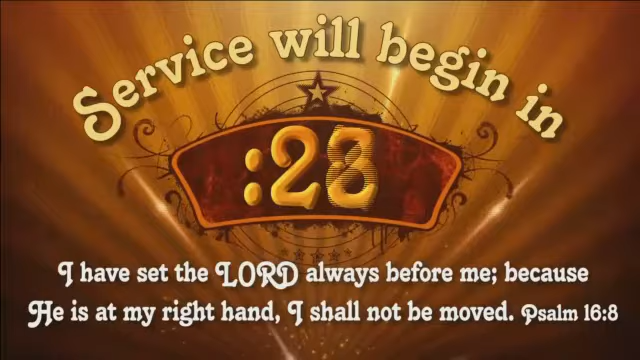 Service will begin in
:28
I have set the LORD always before me; because
He is at my right hand, I shall not be moved. Psalm 16:8